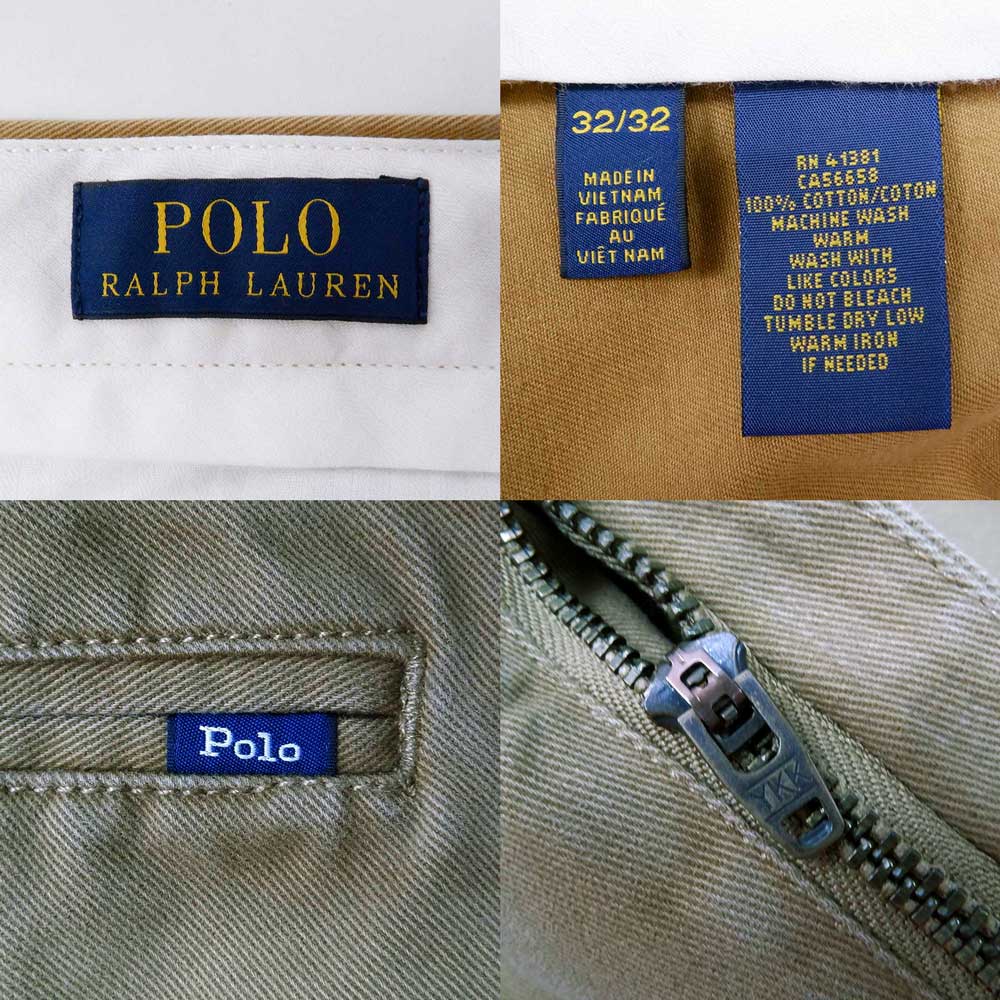 POLO
RALPH LAUREN
32/32
MADE IN
VIETNAM
FABRIQUÉ
AU
VIÊT NAM
RN 41381
CA56658
100% COTTON/COTON
MACHINE WASH
WARM
WASH WITH
LIKE COLORS
DO NOT BLEACH
TUMBLE DRY LOW
WARM IRON
IF NEEDED
Polo
YKK